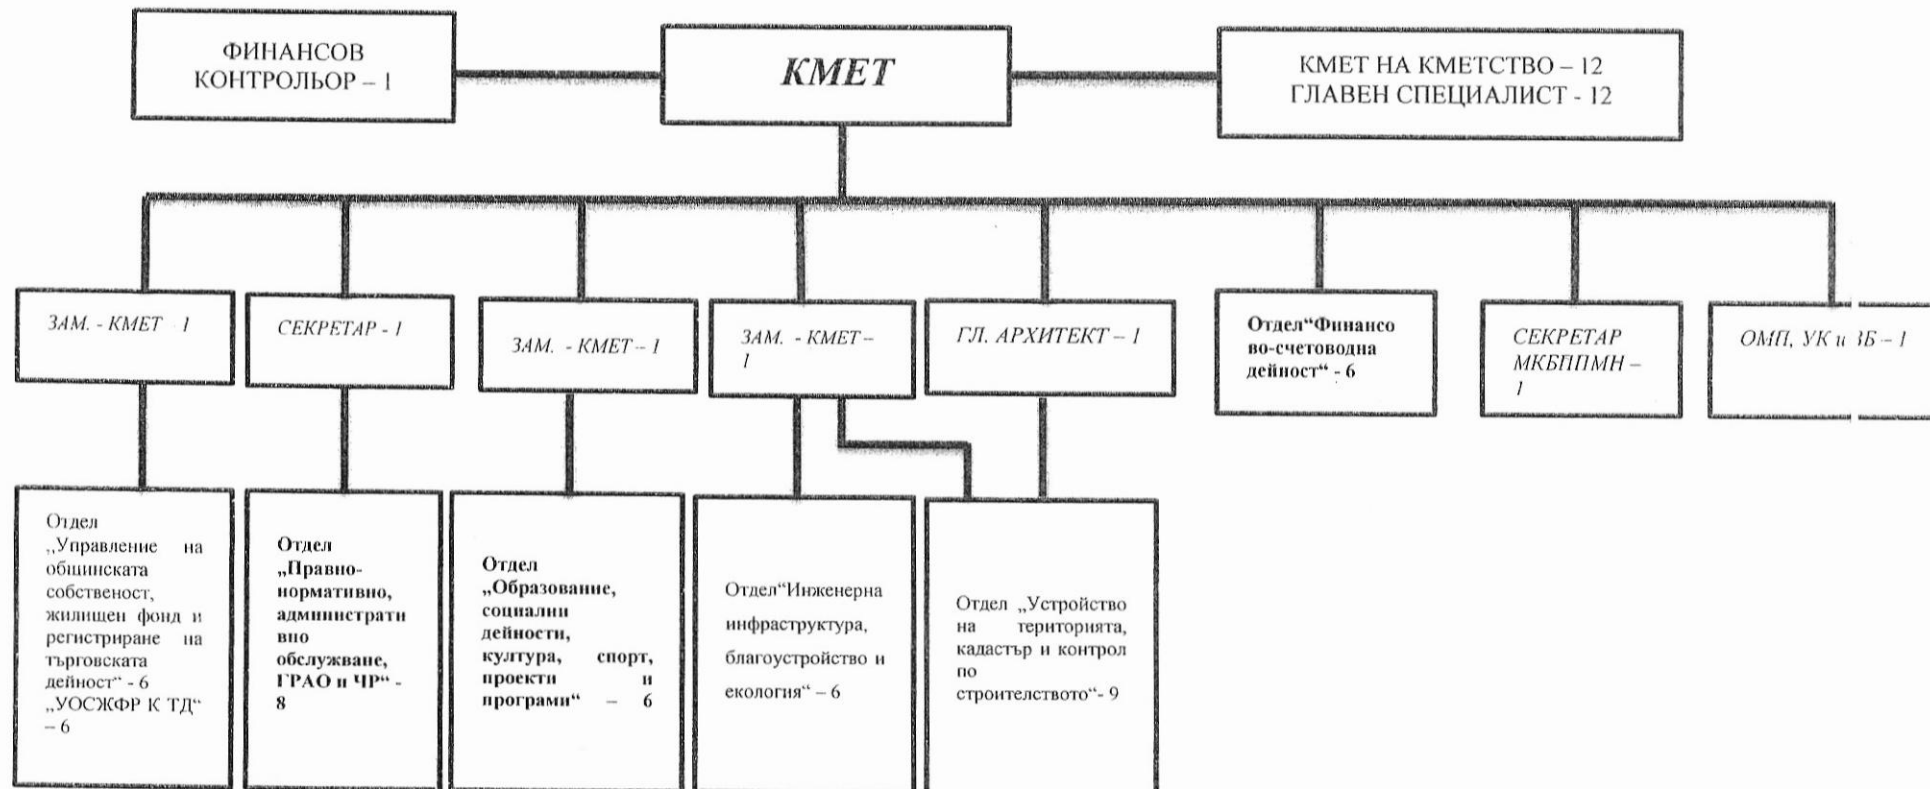 ФИНАНСОВ
КОНТРОЛЬОР – 1
КМЕТ
КМЕТ НА КМЕТСТВО – 12
ГЛАВЕН СПЕЦИАЛИСТ - 12
ЗАМ. - КМЕТ - 1
СЕКРЕТАР - 1
ЗАМ. - КМЕТ – 1
ЗАМ. - КМЕТ –
1
ГЛ. АРХИТЕКТ – 1
Отдел“Финансо
во-счетоводна
дейност“ - 6
СЕКРЕТАР
МКБППМН –
1
ОМП, УК и ЗБ – 1
Отдел
„Управление на
общинската
собственост,
жилищен фонд и
регистриране на
търговската
дейност“ - 6
„УОСЖФР К ТД“
– 6
Отдел
„Правно-
нормативно,
администрати
вно
обслужване,
ГРАО и ЧР“ -
8
Отдел
„Образование,
социални
дейности,
култура, спорт,
проекти и
програми“ – 6
Отдел“Инженерна
инфраструктура,
благоустройство и
екология“ – 6
Отдел „Устройство
на територията,
кадастър и контрол
по
строителството“- 9